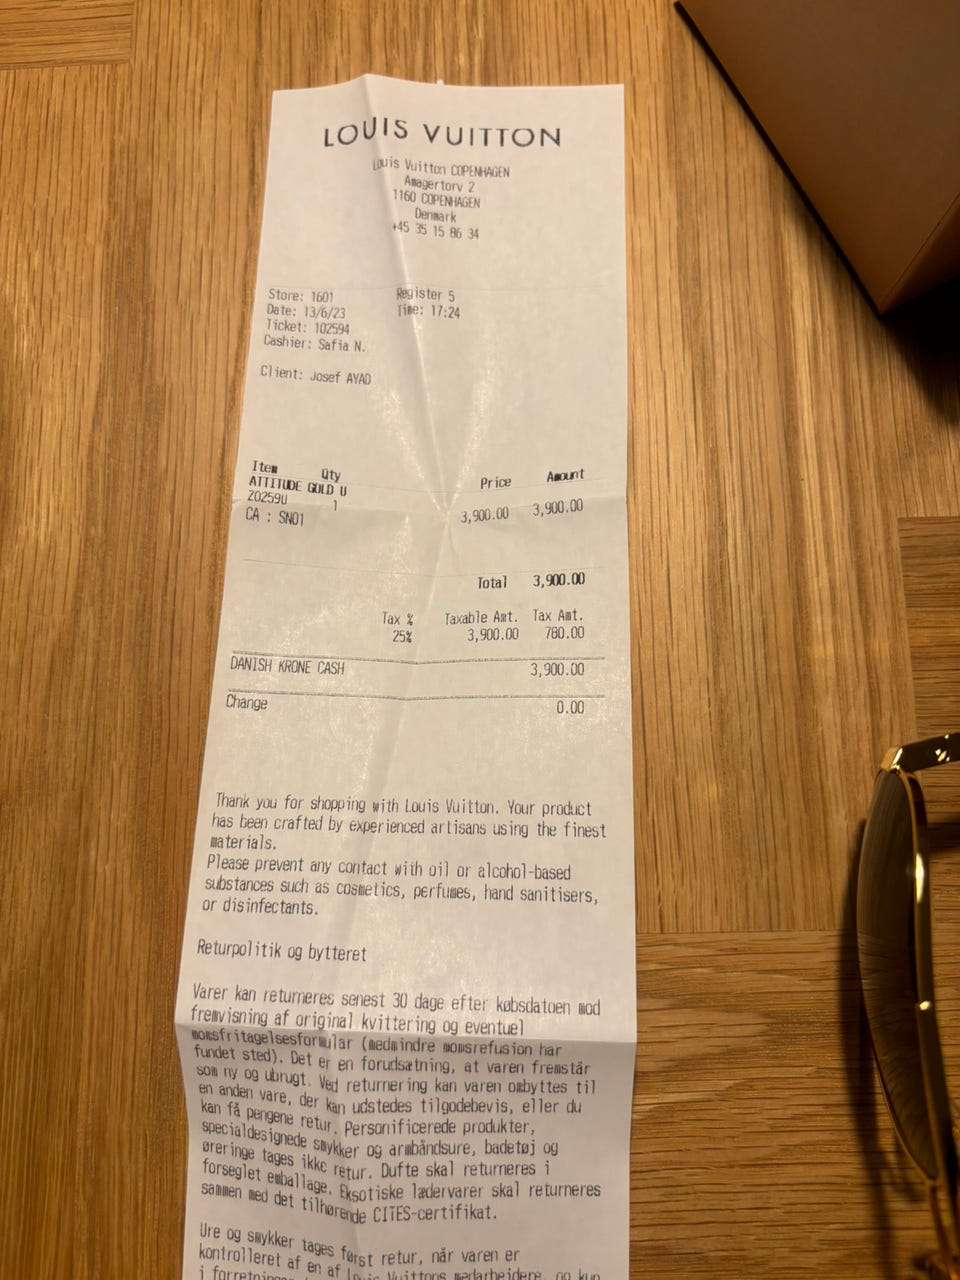 LOUIS VUITTON
Louis Vuitton COPENHAGEN
Amagertorv 2
1160 COPENHAGEN
Denmark
+45 35 15 86 34
Store: 1601 Register 5
Date: 13/6/23 Time: 17:24
Ticket: 102594
Cashier: Safia N.
Client: Josef AYAD
Item Qty Price Amount
ATTITUDE GOLD U
Z0259U 1 3,900.00 3,900.00
CA : SN01
Total 3,900.00
Tax % Taxable Amt. Tax Amt.
25% 3,900.00 780.00
DANISH KRONE CASH 3,900.00
Change 0.00
Thank you for shopping with Louis Vuitton. Your product
has been crafted by experienced artisans using the finest
materials.
Please prevent any contact with oil or alcohol-based
substances such as cosmetics, perfumes, hand sanitisers,
or disinfectants.
Returpolitik og bytteret
Varer kan returneres senest 30 dage efter købsdatoen mod
fremvisning af original kvittering og eventuel
momsfritagelsesformular (medmindre momsrefusion har
fundet sted). Det er en forudsætning, at varen fremstår
som ny og ubrugt. Ved returnering kan varen ombyttes til
en anden vare, der kan udstedes tilgodebevis, eller du
kan få pengene retur. Personificerede produkter,
specialdesignede smykker og armbåndsure, badetøj og
øreringe tages ikke retur. Dufte skal returneres i
forseglet emballage. Eksotiske lædervarer skal returneres
sammen med det tilhørende CITES-certifikat.
Ure og smykker tages først retur, når varen er
kontrolleret af en af Louis Vuittons medarbejdere, og kun
i forretningen